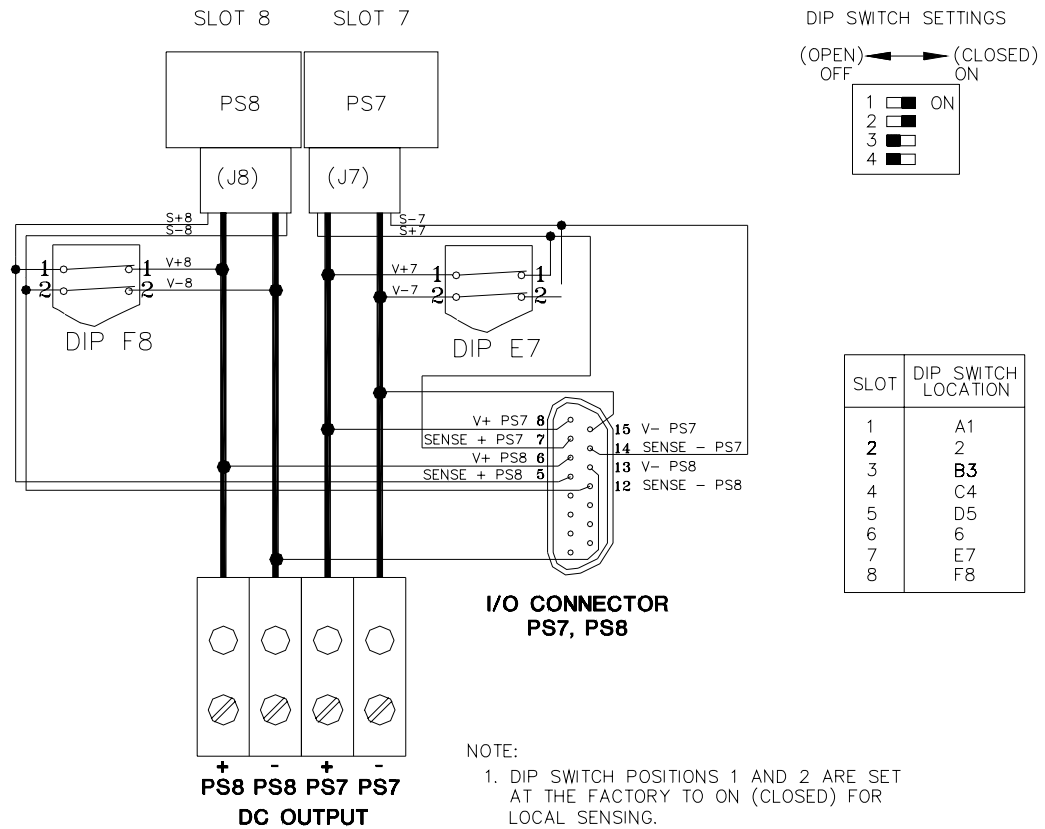 SLOT 8 SLOT 7
PS8 PS7
(J8) (J7)
S+8
S-8
S-7
S+7
1 V+8 1
2 V-8 2
DIP F8
V+7 1 1
V-7 2 2
DIP E7
V+ PS7 8
SENSE + PS7 7
V+ PS8 6
SENSE + PS8 5
15 V- PS7
14 SENSE - PS7
13 V- PS8
12 SENSE - PS8
I/O CONNECTOR
PS7, PS8
+ - + -
PS8 PS8 PS7 PS7
DC OUTPUT
DIP SWITCH SETTINGS
(OPEN) (CLOSED)
OFF ON
1 ON
2
3
4
SLOT DIP SWITCH LOCATION
1 A1
2 2
3 B3
4 C4
5 D5
6 6
7 E7
8 F8
NOTE:
1. DIP SWITCH POSITIONS 1 AND 2 ARE SET
AT THE FACTORY TO ON (CLOSED) FOR
LOCAL SENSING.